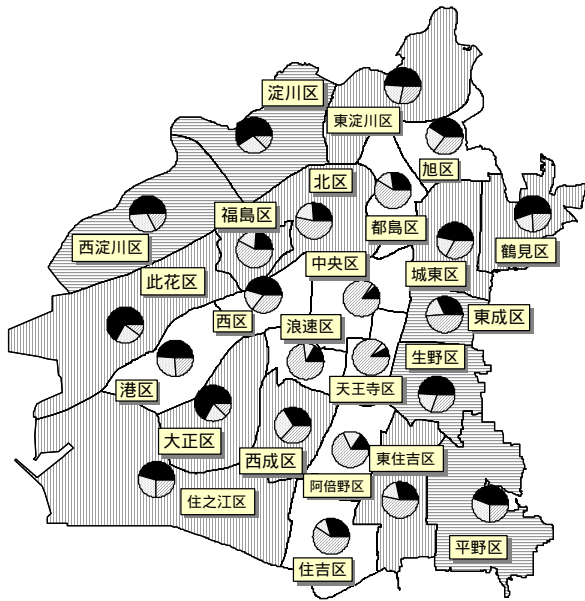 淀川区
東淀川区
旭区
北区
福島区
都島区
西淀川区
鶴見区
中央区
城東区
此花区
西区
浪速区
東成区
生野区
港区
天王寺区
大正区
西成区
東住吉区
阿倍野区
住之江区
平野区
住吉区